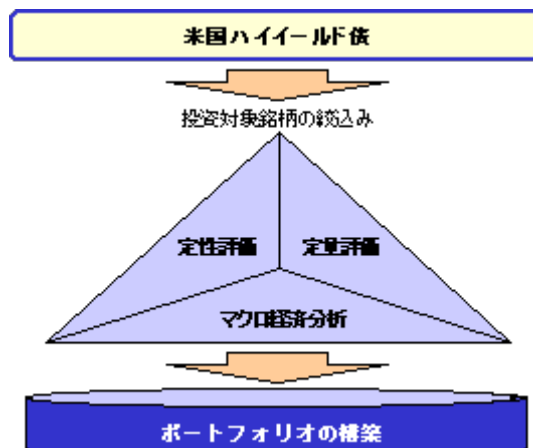 米国ハイイールド債
投資対象銘柄の絞込み
定性評価 定量評価
マクロ経済分析
ポートフォリオの構築